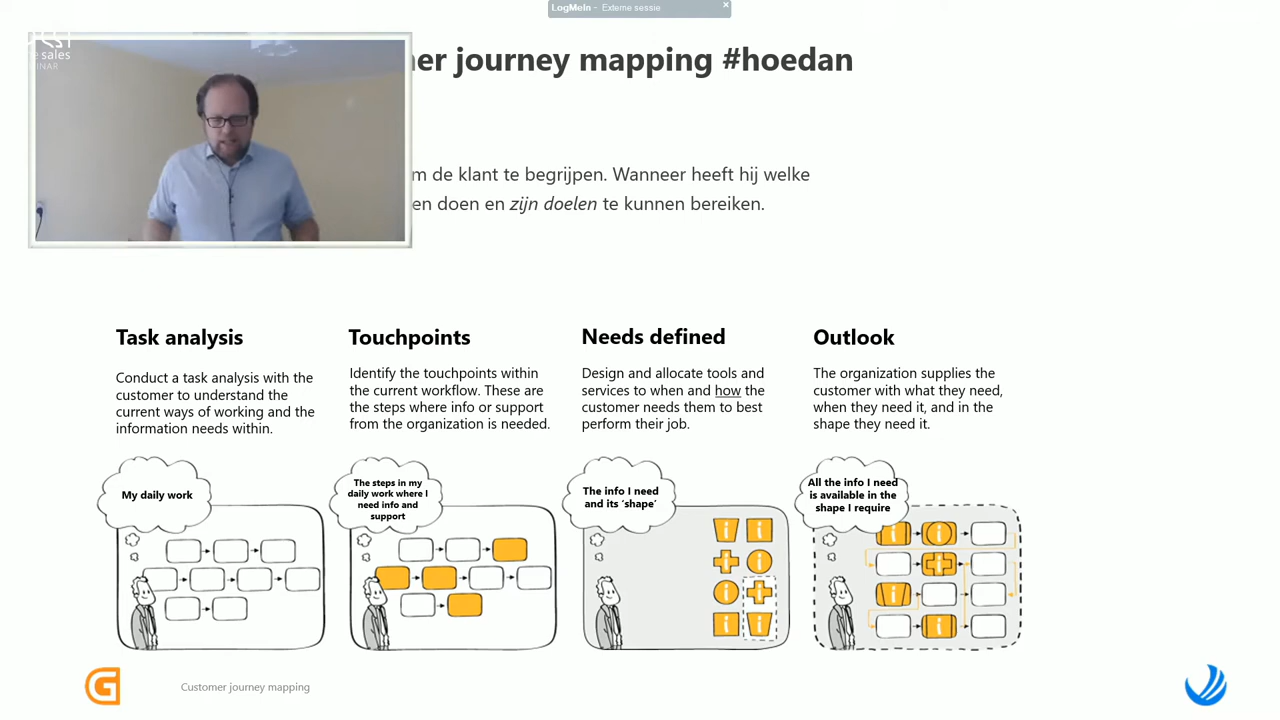 LogMeIn - Externe sessie
sales
er journey mapping #hoedan
m de klant te begrijpen. Wanneer heeft hij welke
en doen en zijn doelen te kunnen bereiken.
Task analysis
Conduct a task analysis with the
customer to understand the
current ways of working and the
information needs within.
Touchpoints
Identify the touchpoints within
the current workflow. These are
the steps where info or support
from the organization is needed.
Needs defined
Design and allocate tools and
services to when and how the
customer needs them to best
perform their job.
Outlook
The organization supplies the
customer with what they need,
when they need it, and in the
shape they need it.
My daily work
The steps in my
daily work where I
need info and
support
The info I need
and its ‘shape’
All the info I need
is available in the
shape I require
Customer journey mapping